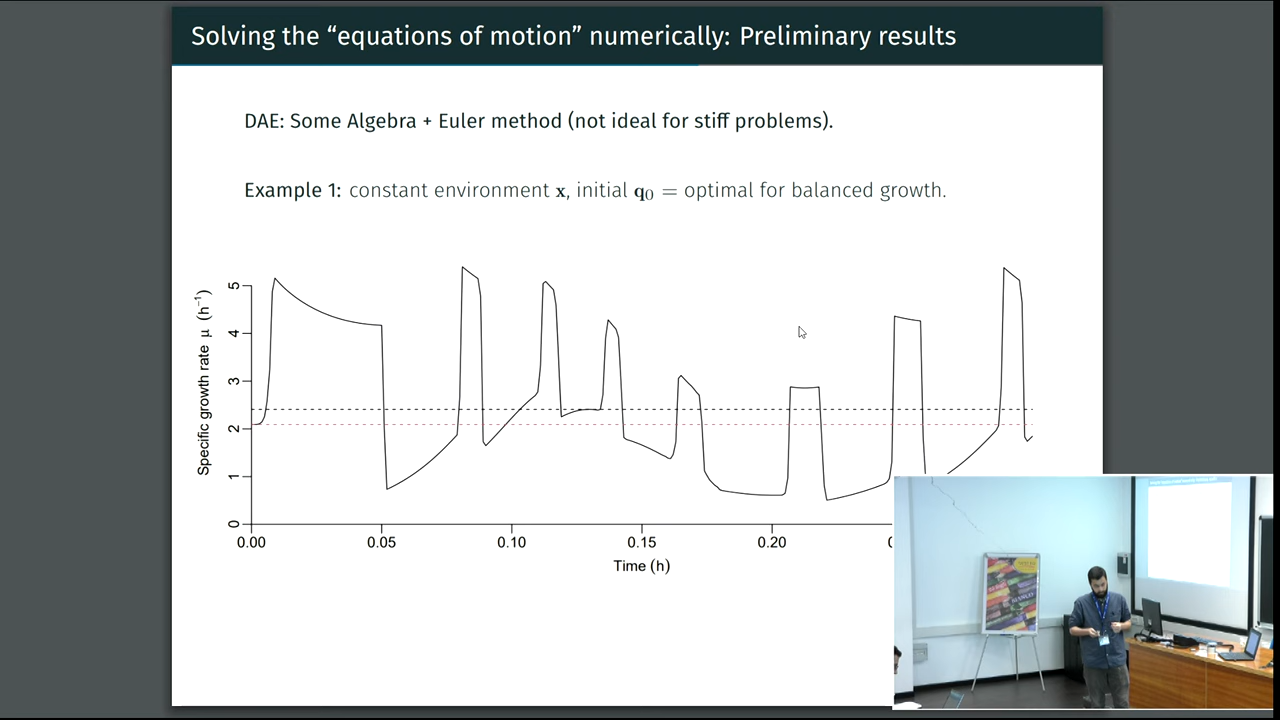 Solving the “equations of motion” numerically: Preliminary results
DAE: Some Algebra + Euler method (not ideal for stiff problems).
Example 1: constant environment x, initial q₀ = optimal for balanced growth.
Specific growth rate μ (h⁻¹)
5
4
3
2
1
0
0.00
0.05
0.10
0.15
0.20
Time (h)